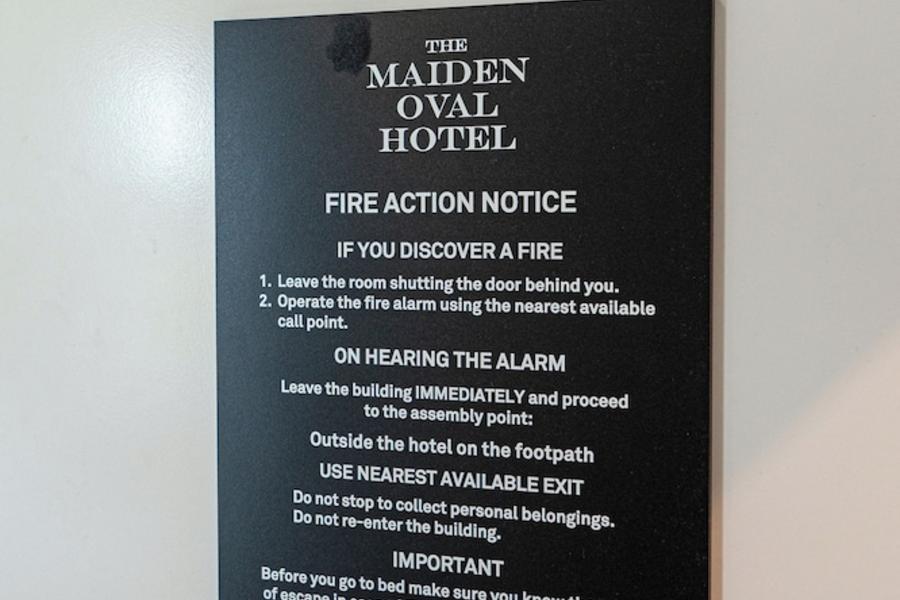 THE
MAIDEN
OVAL
HOTEL
FIRE ACTION NOTICE
IF YOU DISCOVER A FIRE
1. Leave the room shutting the door behind you.
2. Operate the fire alarm using the nearest available
call point.
ON HEARING THE ALARM
Leave the building IMMEDIATELY and proceed
to the assembly point:
Outside the hotel on the footpath
USE NEAREST AVAILABLE EXIT
Do not stop to collect personal belongings.
Do not re-enter the building.
IMPORTANT
Before you go to bed make sure you know
of escape in